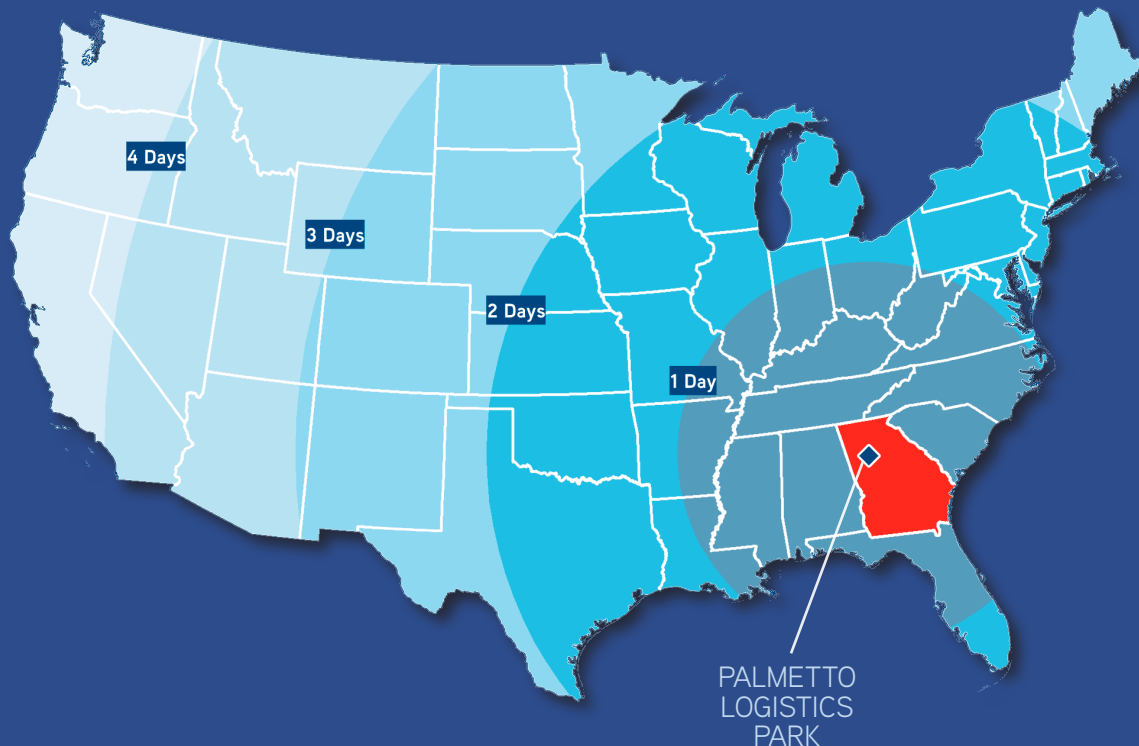 4 Days
3 Days
2 Days
1 Day
PALMETTO
LOGISTICS
PARK